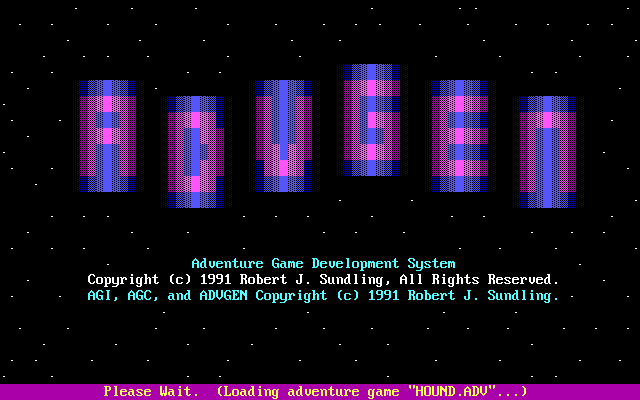 ADVENT
Adventure Game Development System
Copyright (c) 1991 Robert J. Sundling, All Rights Reserved.
AGI, AGC, and ADVGEN Copyright (c) 1991 Robert J. Sundling.
Please Wait.  (Loading adventure game "HOUND.ADV"...)